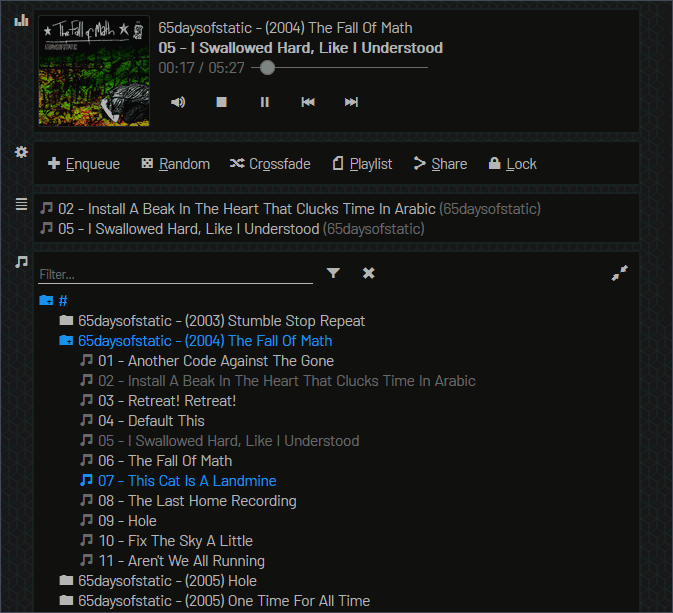 The Fall of Math
65DAYSOFSTATIC
65daysofstatic - (2004) The Fall Of Math
05 - I Swallowed Hard, Like I Understood
00:17 / 05:27
Enqueue Random Crossfade Playlist Share Lock
02 - Install A Beak In The Heart That Clucks Time In Arabic (65daysofstatic)
05 - I Swallowed Hard, Like I Understood (65daysofstatic)
Filter...
#
65daysofstatic - (2003) Stumble Stop Repeat
65daysofstatic - (2004) The Fall Of Math
01 - Another Code Against The Gone
02 - Install A Beak In The Heart That Clucks Time In Arabic
03 - Retreat! Retreat!
04 - Default This
05 - I Swallowed Hard, Like I Understood
06 - The Fall Of Math
07 - This Cat Is A Landmine
08 - The Last Home Recording
09 - Hole
10 - Fix The Sky A Little
11 - Aren't We All Running
65daysofstatic - (2005) Hole
65daysofstatic - (2005) One Time For All Time